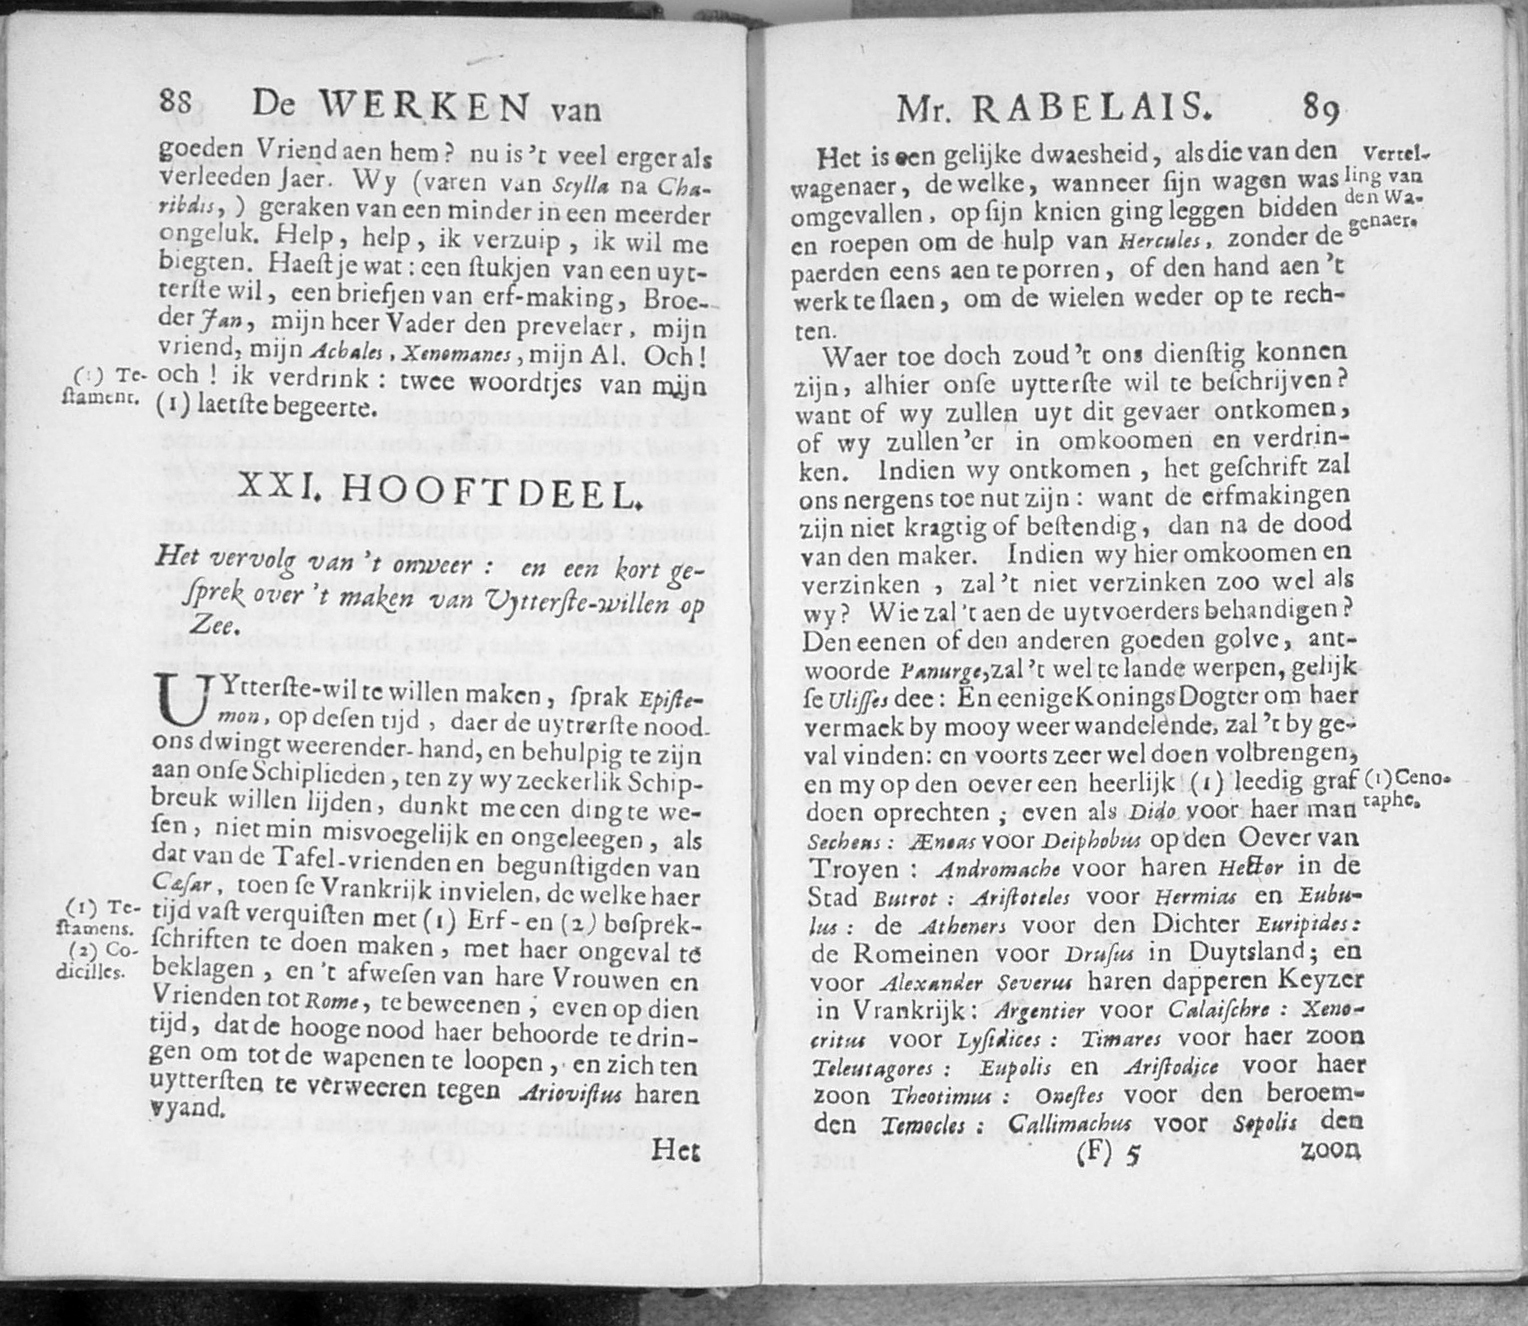 88 De WERKEN van
goeden Vriend aen hem? nu is 't veel erger als
verleeden Jaer. Wy (varen van Scylla na Cha-
ribdis,) geraken van een minder in een meerder
ongeluk. Help, help, ik verzuip, ik wil me
biegten. Haeſt je wat: een ſtukjen van een uyt-
terſte wil, een briefjen van erf-making, Broe-
der Jan, mijn heer Vader den prevelaer, mijn
vriend, mijn Achales, Xenomanes, mijn Al. Och!
och! ik verdrink: twee woordtjes van mijn
(1) laetſte begeerte.
(1) Te-
ſtament.
XXI. HOOFTDEEL.
Het vervolg van 't onweer: en een kort ge-
ſprek over 't maken van Uytterſte-willen op
Zee.
UYtterſte-wil te willen maken, ſprak Epiſte-
mon, op deſen tijd, daer de uytterſte nood
ons dwingt weerender-hand, en behulpig te zijn
aan onſe Schiplieden, ten zy wy zeckerlik Schip-
breuk willen lijden, dunkt me een ding te we-
ſen, niet min misvoegelijk en ongeleegen, als
dat van de Tafel-vrienden en begunſtigden van
Cæſar, toen ſe Vrankrijk invielen, de welke haer
tijd vaſt verquiſten met (1) Erf- en (2) beſprek-
ſchriften te doen maken, met haer ongeval te
beklagen, en 't afweſen van hare Vrouwen en
Vrienden tot Rome, te beweenen; even op dien
tijd, dat de hooge nood haer behoorde te drin-
gen om tot de wapenen te loopen, en zich ten
uytterſten te verweeren tegen Arioviſtus haren
vyand.
(1) Te-
ſtamens.
(2) Co-
dicilles.
Het
Mr. RABELAIS. 89
Het is een gelijke dwaesheid, als die van den
wagenaer, de welke, wanneer ſijn wagen was
omgevallen, op ſijn knien ging leggen bidden
en roepen om de hulp van Hercules, zonder de
paerden eens aen te porren, of den hand aen 't
werk te ſlaen, om de wielen weder op te rech-
ten.
Vertel-
ling van
den Wa-
genaer.
Waer toe doch zoud 't ons dienſtig konnen
zijn, alhier onſe uytterſte wil te beſchrijven?
want of wy zullen uyt dit gevaer ontkomen,
of wy zullen 'er in omkoomen en verdrin-
ken. Indien wy ontkomen, het geſchrift zal
ons nergens toe nut zijn: want de erfmakingen
zijn niet kragtig of beſtendig, dan na de dood
van den maker. Indien wy hier omkoomen en
verzinken, zal 't niet verzinken zoo wel als
wy? Wie zal 't aen de uytvoerders behandigen?
Den eenen of den anderen goeden golve, ant-
woorde Panurge, zal 't wel te lande werpen, gelijk
ſe Uliſſes dee: En eenige Konings Dogter om haer
vermaek by mooy weer wandelende, zal 't by ge-
val vinden: en voorts zeer wel doen volbrengen,
en my op den oever een heerlijk (1) leedig graf
doen oprechten; even als Dido voor haer man
Secheus: Æneas voor Deiphobus op den Oever van
Troyen: Andromache voor haren Hector in de
Stad Butrot: Ariſtoteles voor Hermias en Eubu-
lus: de Atheners voor den Dichter Euripides:
de Romeinen voor Druſus in Duytsland; en
voor Alexander Severus haren dapperen Keyzer
in Vrankrijk: Argentier voor Calaiſchre: Xeno-
critus voor Lyſidices: Timares voor haer zoon
Teleutagores: Eupolis en Ariſtodice voor haer
zoon Theotimus: Oneſtes voor den beroem-
den Temocles: Callimachus voor Sopolis den
(1) Ceno-
taphe.
(F) 5 zoon